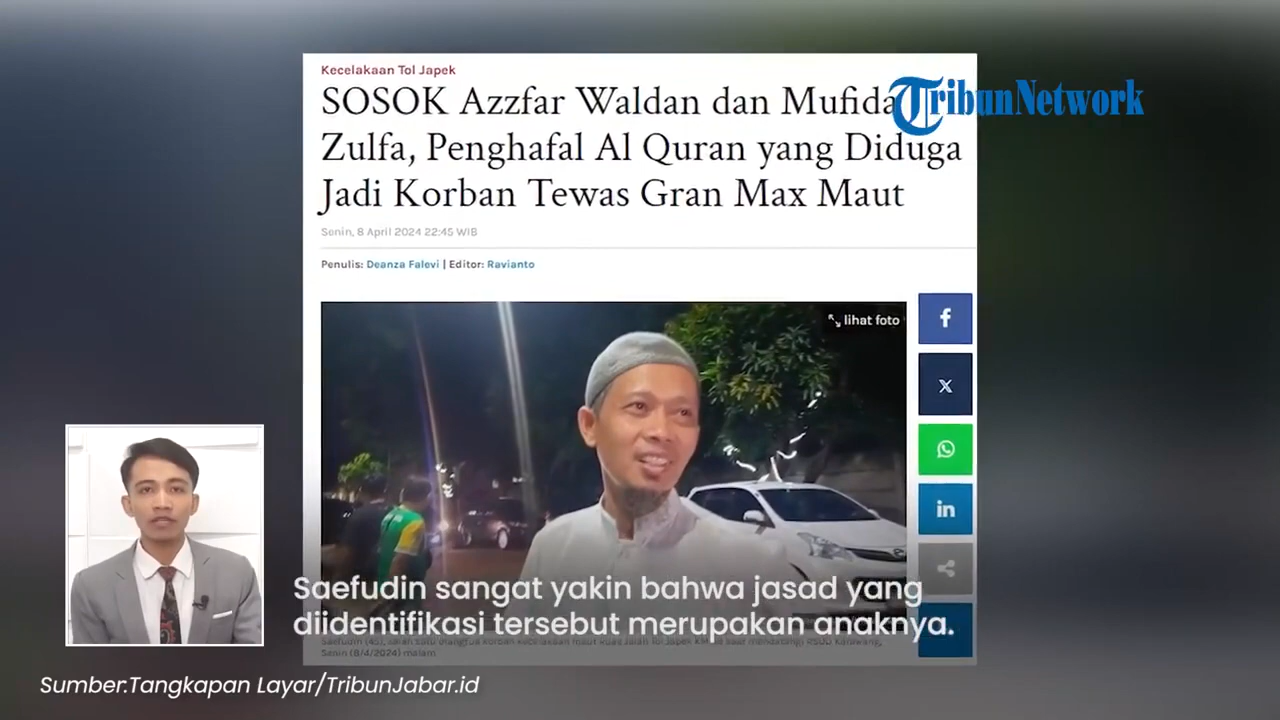 Kecelakaan Tol Japek
SOSOK Azzfar Waldan dan Mufida
TribunNetwork
Zulfa, Penghafal Al Quran yang Diduga
Jadi Korban Tewas Gran Max Maut
Senin, 8 April 2024 22:45 WIB
Penulis: Deanza Falevi | Editor: Ravianto
lihat foto
Saefudin sangat yakin bahwa jasad yang
diidentifikasi tersebut merupakan anaknya.
Senin (8/4/2024) malam
Sumber:Tangkapan Layar/TribunJabar.id